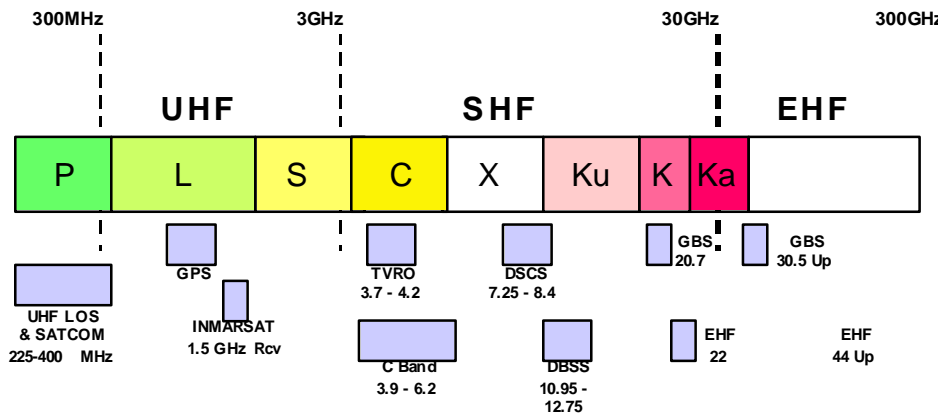 300MHz 3GHz 30GHz 300GHz
UHF SHF EHF
P L S C X Ku K Ka
GPS TVRO DSCS GBS GBS
3.7 - 4.2 7.25 - 8.4 20.7 30.5 Up
UHF LOS
& SATCOM
225-400 MHz
INMARSAT
1.5 GHz Rcv
C Band
3.9 - 6.2
DBSS
10.95 -
12.75
EHF
22
EHF
44 Up